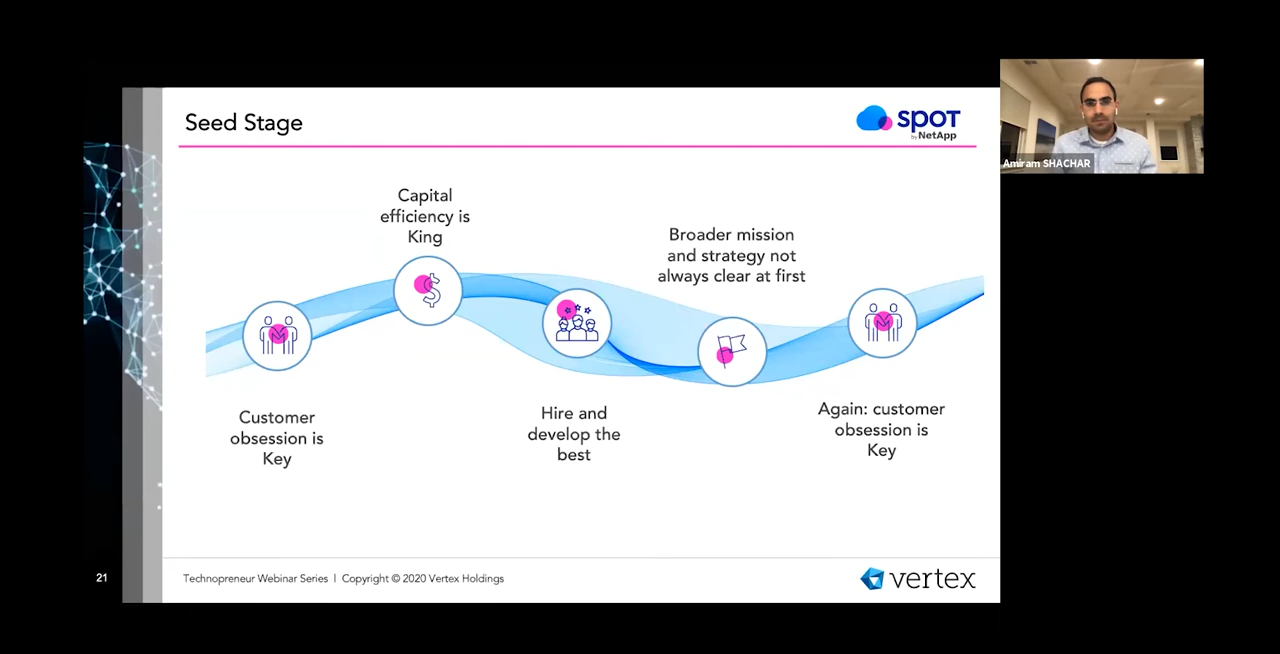 Seed Stage
spot
by NetApp
Amiram SHACHAR
Capital
efficiency is
King
Broader mission
and strategy not
always clear at first
Customer
obsession is
Key
Hire and
develop the
best
Again: customer
obsession is
Key
21
Technopreneur Webinar Series | Copyright © 2020 Vertex Holdings
vertex